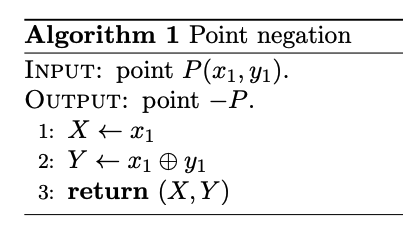 Algorithm 1 Point negation
INPUT: point P(x₁, y₁).
OUTPUT: point −P.
1: X ← x₁
2: Y ← x₁ ⊕ y₁
3: return (X, Y)